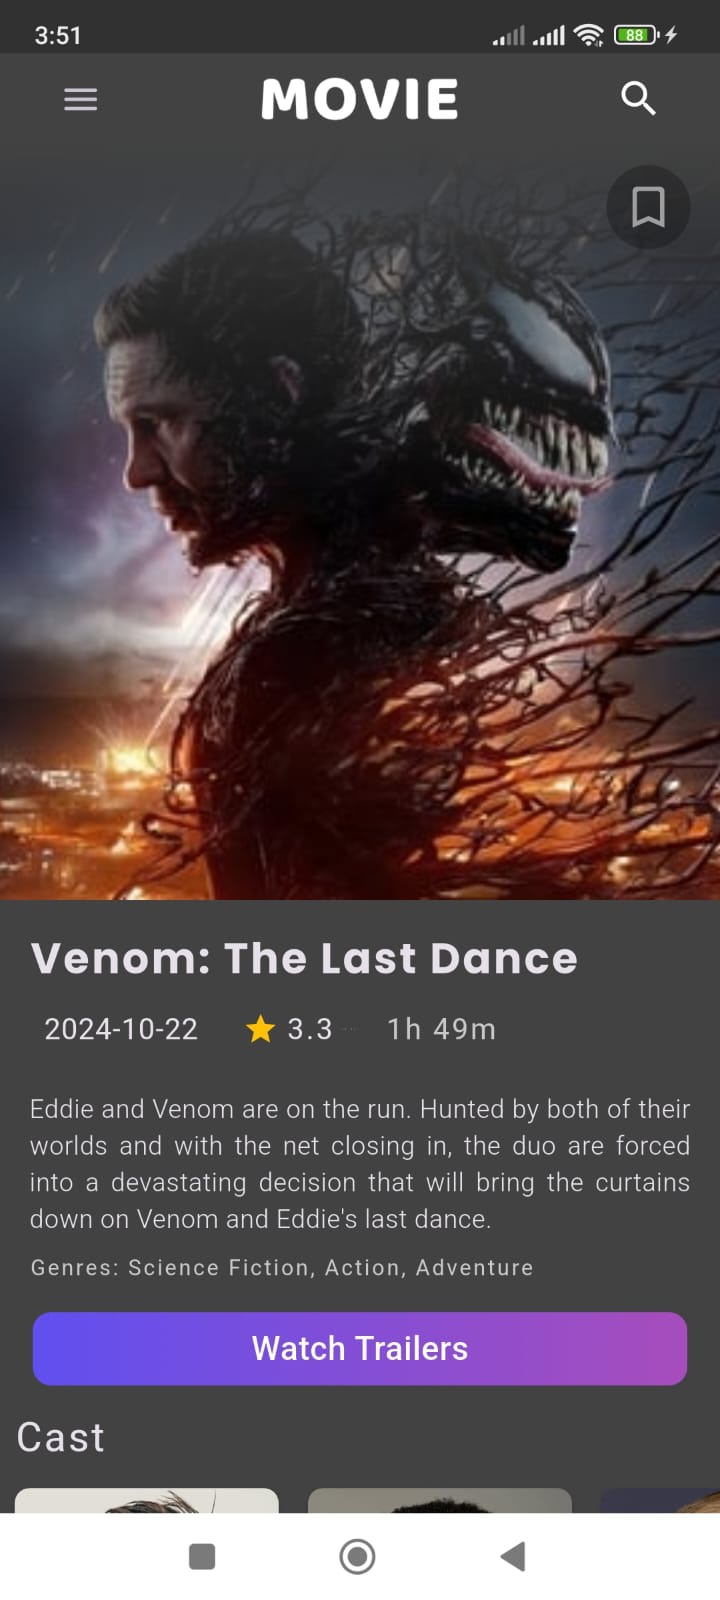 3:51
88
MOVIE
Venom: The Last Dance
2024-10-22 3.3 1h 49m
Eddie and Venom are on the run. Hunted by both of their
worlds and with the net closing in, the duo are forced
into a devastating decision that will bring the curtains
down on Venom and Eddie's last dance.
Genres: Science Fiction, Action, Adventure
Watch Trailers
Cast